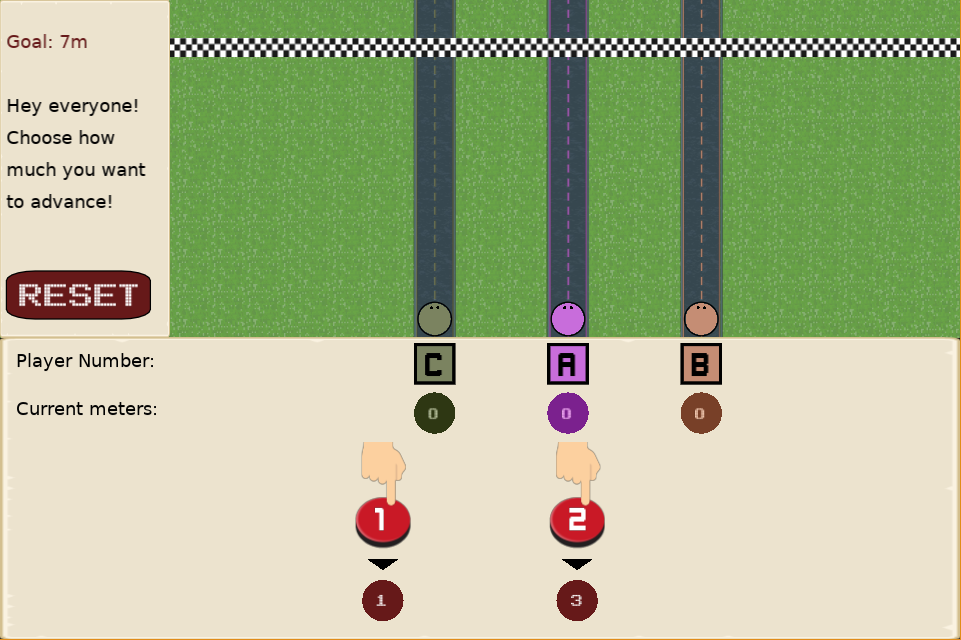 Goal: 7m
Hey everyone!
Choose how
much you want
to advance!
RESET
Player Number:
C A B
Current meters:
0 0 0
1 2
1 3